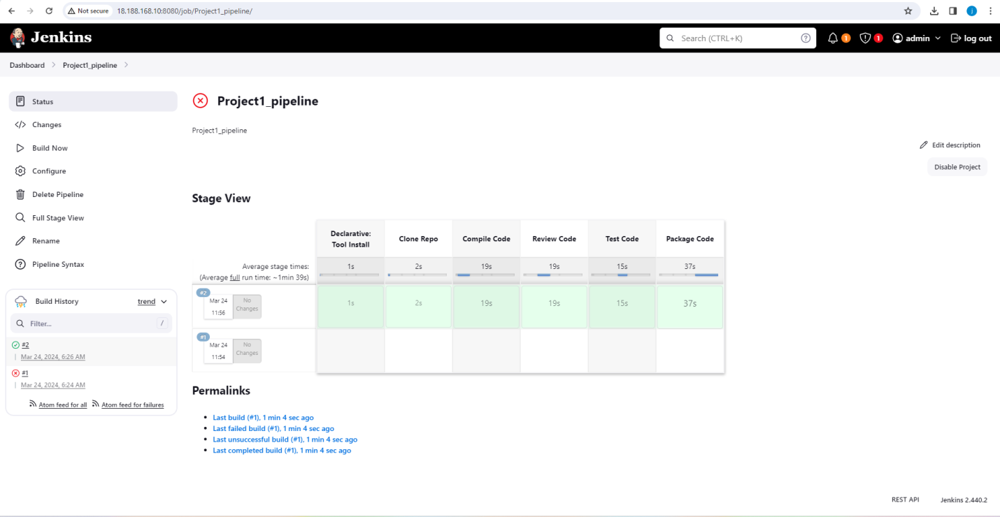 Not secure 18.188.168.10:8080/job/Project1_pipeline/
Jenkins
Search (CTRL+K)
1
1
admin
log out
Dashboard
Project1_pipeline
Status
Changes
Build Now
Configure
Delete Pipeline
Full Stage View
Rename
Pipeline Syntax
Build History
trend
Filter...
/
#2
Mar 24, 2024, 6:26 AM
#1
Mar 24, 2024, 6:24 AM
Atom feed for all
Atom feed for failures
Project1_pipeline
Project1_pipeline
Edit description
Disable Project
Stage View
Declarative:
Tool Install
Clone Repo
Compile Code
Review Code
Test Code
Package Code
Average stage times:
(Average full run time: ~1min 39s)
1s
2s
19s
19s
15s
37s
#2
Mar 24
11:56
No
Changes
1s
2s
19s
19s
15s
37s
#1
Mar 24
11:54
No
Changes
Permalinks
Last build (#1), 1 min 4 sec ago
Last failed build (#1), 1 min 4 sec ago
Last unsuccessful build (#1), 1 min 4 sec ago
Last completed build (#1), 1 min 4 sec ago
REST API
Jenkins 2.440.2